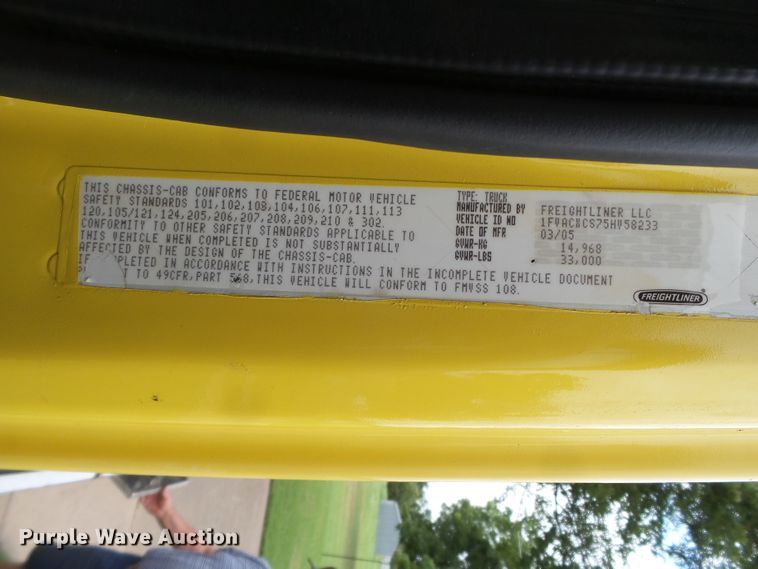 THIS CHASSIS-CAB CONFORMS TO FEDERAL MOTOR VEHICLE
SAFETY STANDARDS 101,102,108,104,106,107,111,113
120,105/121,124,205,206,207,208,209,210 & 302.
CONFORMITY TO OTHER SAFETY STANDARDS APPLICABLE TO
THIS VEHICLE WHEN COMPLETED IS NOT SUBSTANTIALLY
AFFECTED BY THE DESIGN OF THE CHASSIS-CAB.
IF COMPLETED IN ACCORDANCE WITH INSTRUCTIONS IN THE INCOMPLETE VEHICLE DOCUMENT
TO 49CFR,PART 568,THIS VEHICLE WILL CONFORM TO FMVSS 108.
TYPE: TRUCK
MANUFACTURED BY FREIGHTLINER LLC
VEHICLE ID NO 1FVACWCS75HV58233
DATE OF MFR 03/05
GVWR-KG 14,968
GVWR-LBS 33,000
FREIGHTLINER
Purple Wave Auction